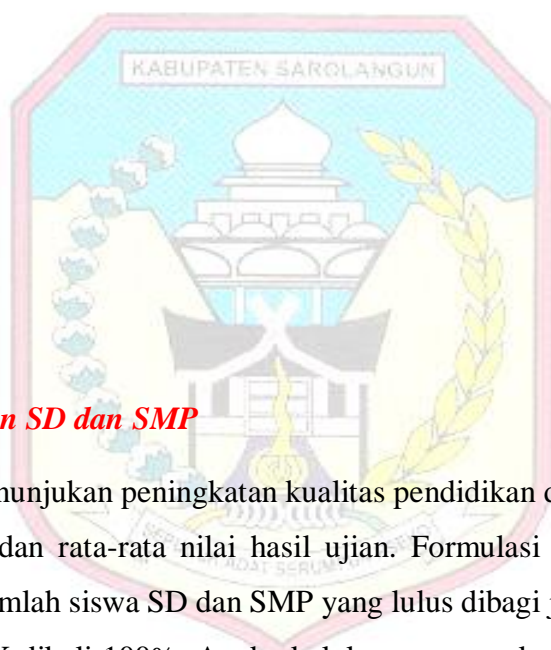 KABUPATEN SAROLANGUN
n SD dan SMP
nunjukan peningkatan kualitas pendidikan d
dan rata-rata nilai hasil ujian. Formulasi
mlah siswa SD dan SMP yang lulus dibagi j